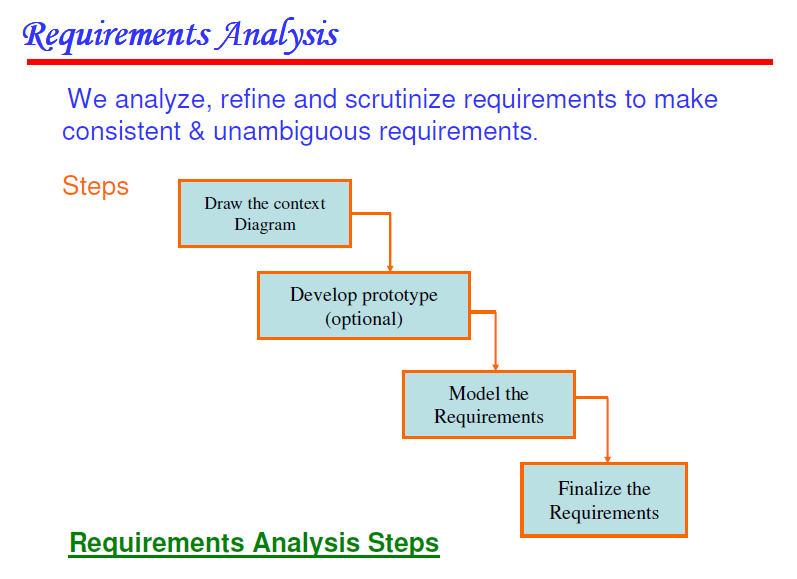 Requirements Analysis
We analyze, refine and scrutinize requirements to make
consistent & unambiguous requirements.
Steps
Draw the context
Diagram
Develop prototype
(optional)
Model the
Requirements
Finalize the
Requirements
Requirements Analysis Steps